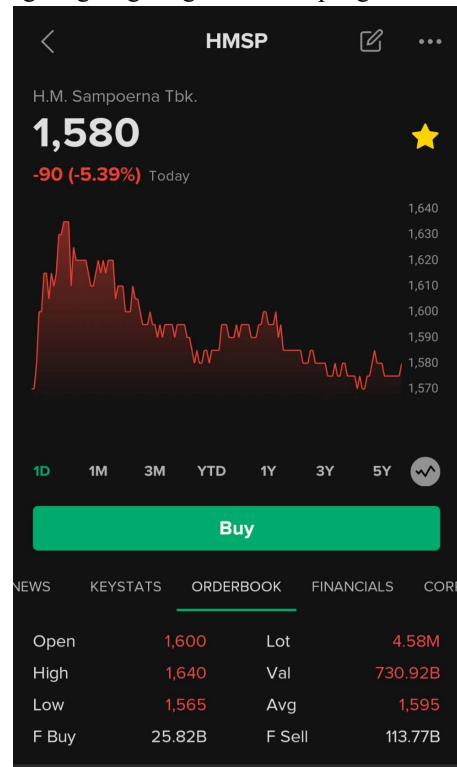 HMSP
H.M. Sampoerna Tbk.
1,580
-90 (-5.39%) Today
1,640
1,630
1,620
1,610
1,600
1,590
1,580
1,570
1D 1M 3M YTD 1Y 3Y 5Y
Buy
NEWS KEYSTATS ORDERBOOK FINANCIALS COR
Open 1,600 Lot 4.58M
High 1,640 Val 730.92B
Low 1,565 Avg 1,595
F Buy 25.82B F Sell 113.77B